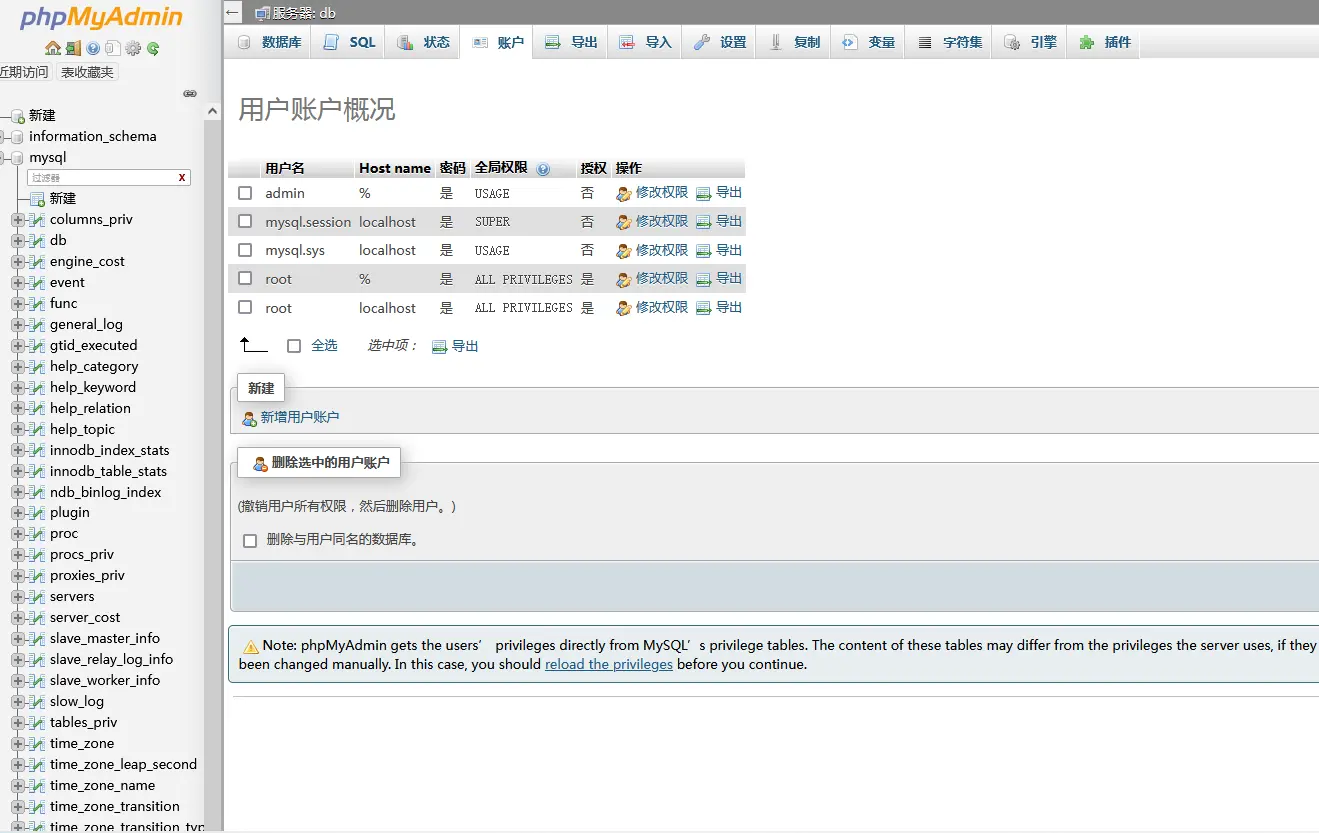 phpMyAdmin
近期访问 表收藏夹
新建
information_schema
mysql
过滤器 X
新建
columns_priv
db
engine_cost
event
func
general_log
gtid_executed
help_category
help_keyword
help_relation
help_topic
innodb_index_stats
innodb_table_stats
ndb_binlog_index
plugin
proc
procs_priv
proxies_priv
servers
server_cost
slave_master_info
slave_relay_log_info
slave_worker_info
slow_log
tables_priv
time_zone
time_zone_leap_second
time_zone_name
time_zone_transition
time_zone_transition_typ
服务器: db
数据库 SQL 状态 账户 导出 导入 设置 复制 变量 字符集 引擎 插件
用户账户概况
用户名 Host name 密码 全局权限 授权 操作
admin % 是 USAGE 否 修改权限 导出
mysql.session localhost 是 SUPER 否 修改权限 导出
mysql.sys localhost 是 USAGE 否 修改权限 导出
root % 是 ALL PRIVILEGES 是 修改权限 导出
root localhost 是 ALL PRIVILEGES 是 修改权限 导出
全选 选中项： 导出
新建
新增用户账户
删除选中的用户账户
(撤销用户所有权限，然后删除用户。)
删除与用户同名的数据库。
Note: phpMyAdmin gets the users’ privileges directly from MySQL’s privilege tables. The content of these tables may differ from the privileges the server uses, if they
been changed manually. In this case, you should reload the privileges before you continue.